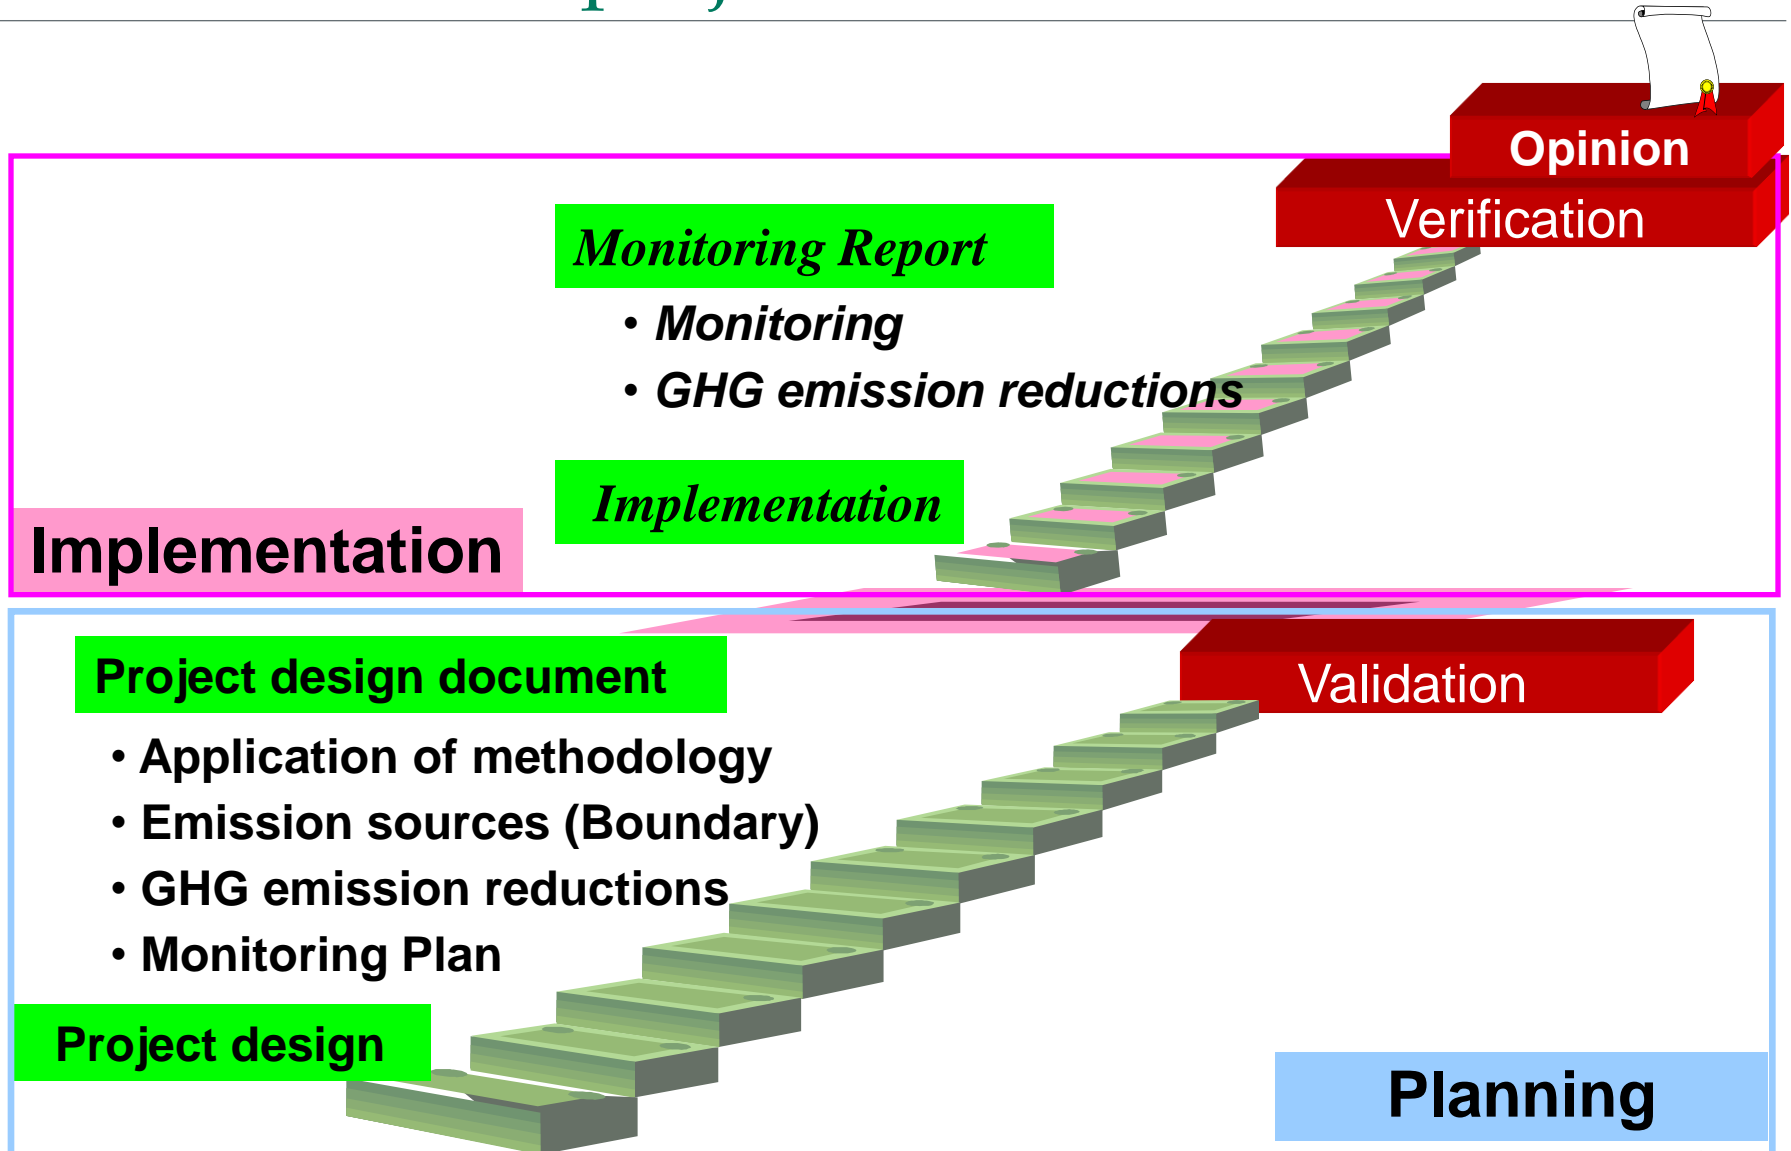 Opinion
Verification
Monitoring Report
• Monitoring
• GHG emission reductions
Implementation
Implementation
Project design document
Validation
• Application of methodology
• Emission sources (Boundary)
• GHG emission reductions
• Monitoring Plan
Project design
Planning